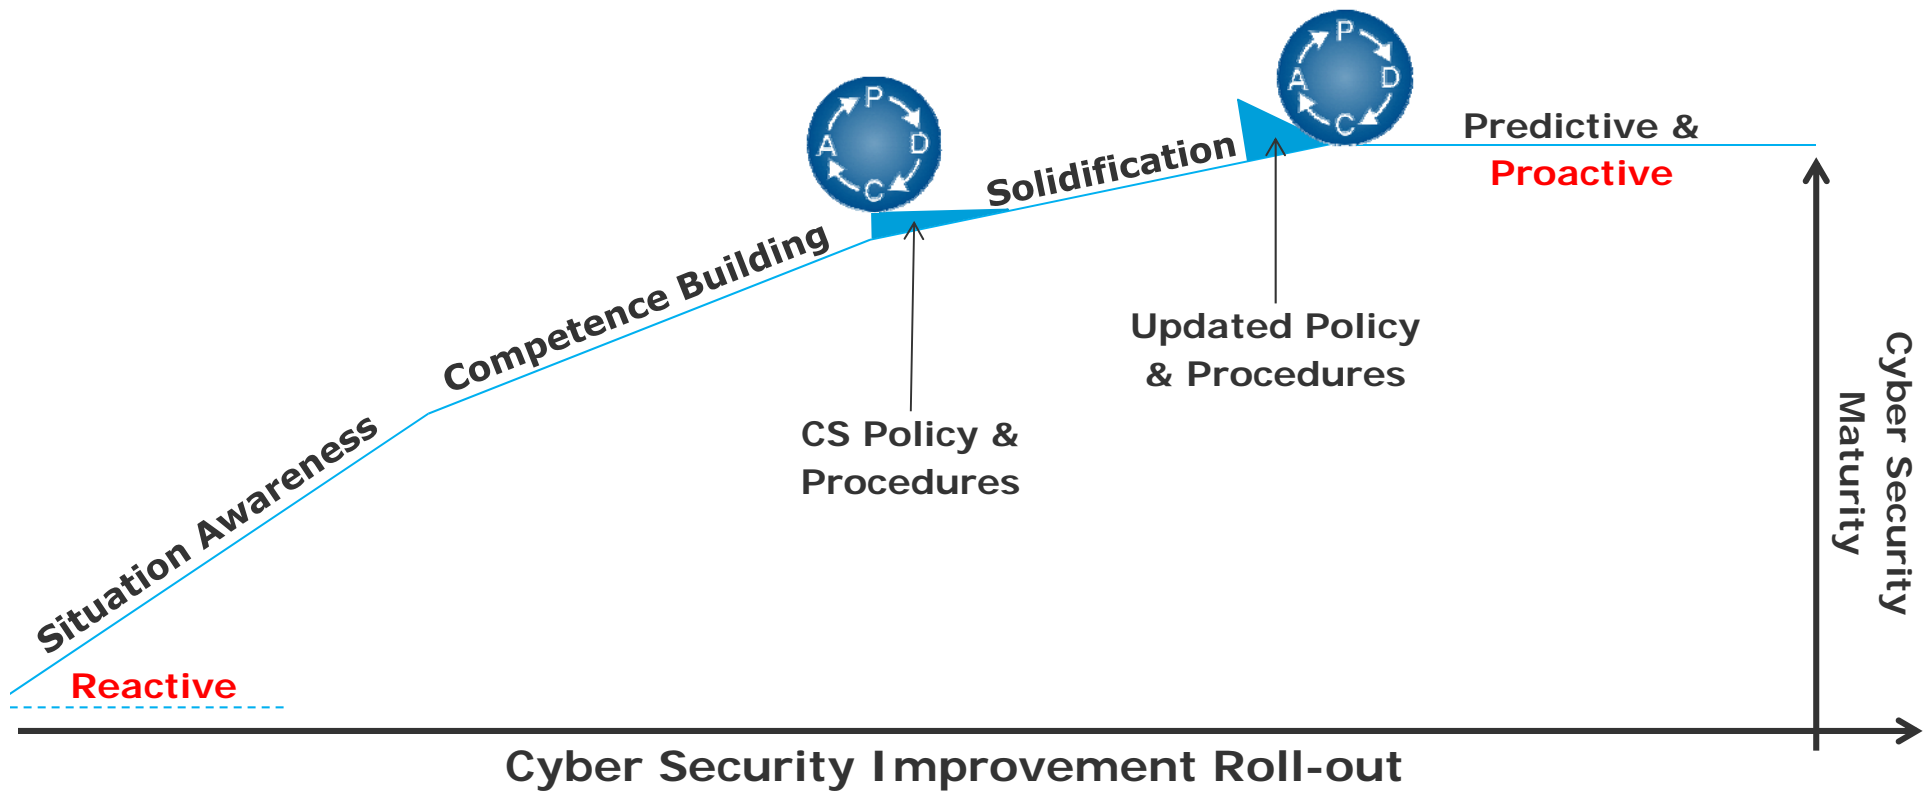 P
D
C
A
P
D
C
A
Predictive &
Proactive
Solidification
Competence Building
Situation Awareness
Reactive
Updated Policy
& Procedures
CS Policy &
Procedures
Cyber Security
Maturity
Cyber Security Improvement Roll-out